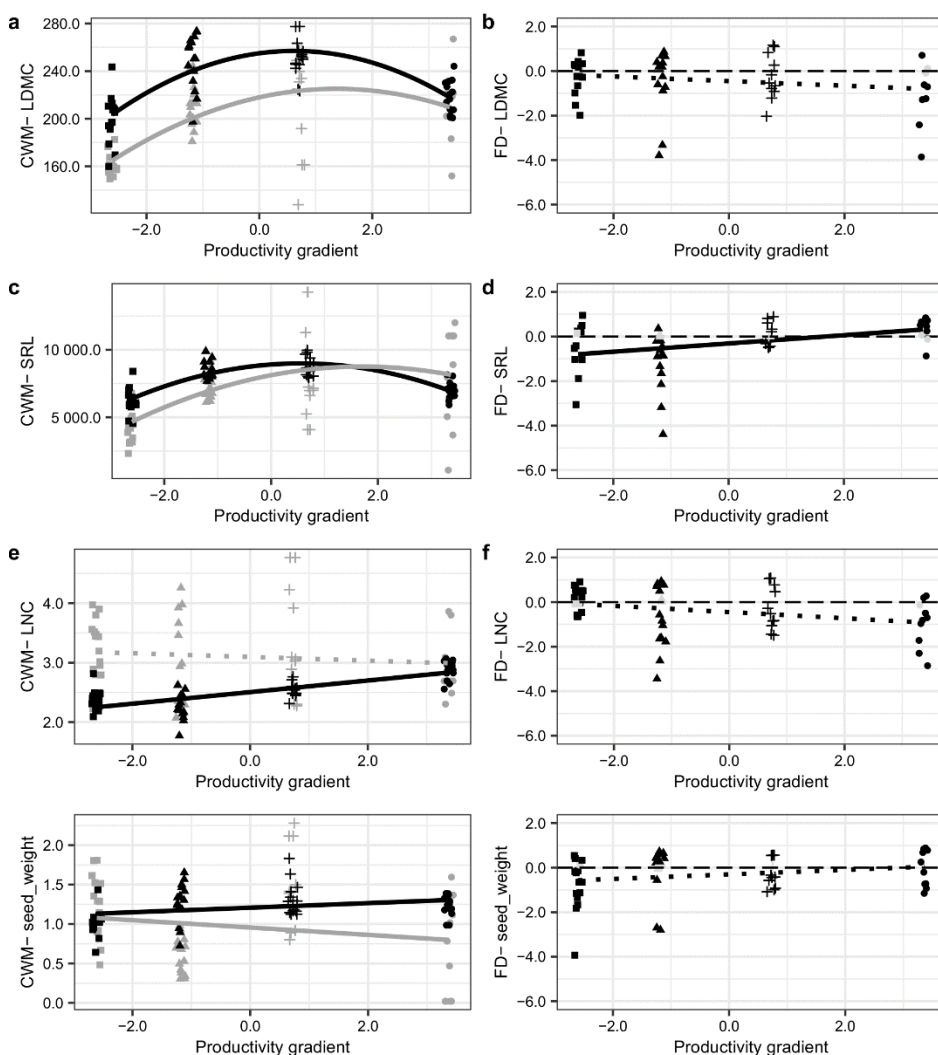 a
CWM− LDMC
280.0
240.0
200.0
160.0
−2.0 0.0 2.0
Productivity gradient
b
FD− LDMC
2.0
0.0
−2.0
−4.0
−6.0
−2.0 0.0 2.0
Productivity gradient
c
CWM− SRL
10 000.0
5 000.0
−2.0 0.0 2.0
Productivity gradient
d
FD− SRL
2.0
0.0
−2.0
−4.0
−6.0
−2.0 0.0 2.0
Productivity gradient
e
CWM− LNC
4.0
3.0
2.0
−2.0 0.0 2.0
Productivity gradient
f
FD− LNC
2.0
0.0
−2.0
−4.0
−6.0
−2.0 0.0 2.0
Productivity gradient
CWM− seed_weight
2.0
1.5
1.0
0.5
0.0
−2.0 0.0 2.0
Productivity gradient
FD− seed_weight
2.0
0.0
−2.0
−4.0
−6.0
−2.0 0.0 2.0
Productivity gradient